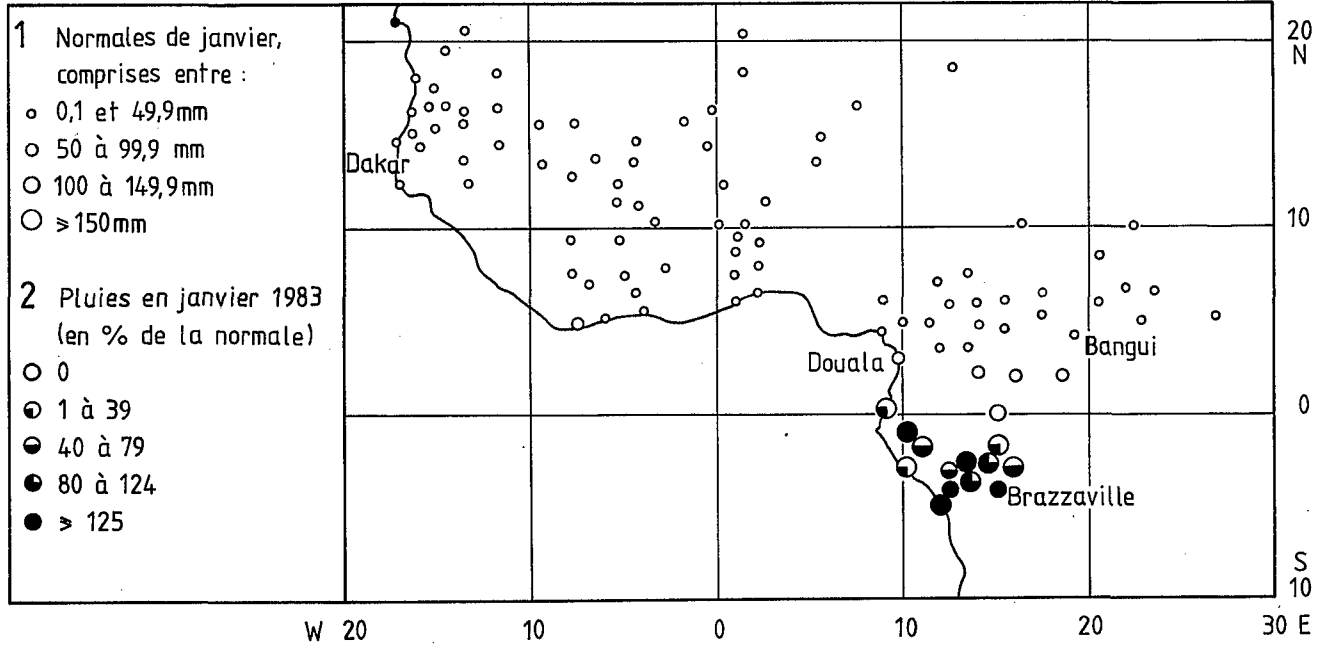 1 Normales de janvier,
comprises entre :
0,1 et 49,9mm
50 à 99,9 mm
100 à 149,9mm
⩾150mm
2 Pluies en janvier 1983
(en % de la normale)
0
1 à 39
40 à 79
80 à 124
⩾ 125
Dakar
Douala
Bangui
Brazzaville
20
N
10
0
S
10
W 20 10 0 10 20 30 E